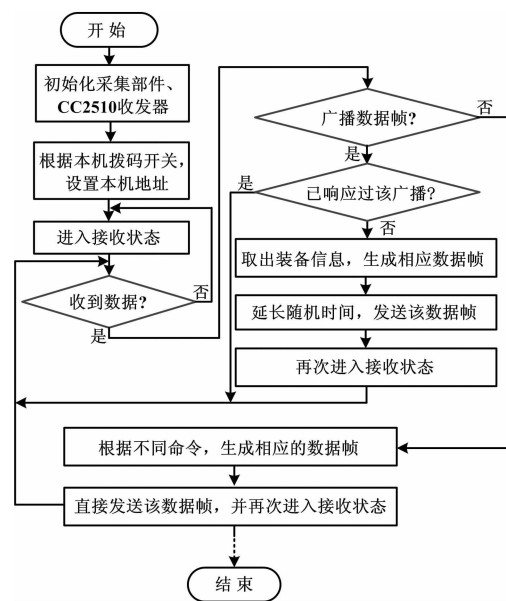 开 始
初始化采集部件、
CC2510收发器
根据本机拨码开关，
设置本机地址
进入接收状态
收到数据?
否
是
广播数据帧?
否
是
已响应过该广播?
是
否
取出装备信息，生成相应数据帧
延长随机时间，发送该数据帧
再次进入接收状态
根据不同命令，生成相应的数据帧
直接发送该数据帧，并再次进入接收状态
结 束